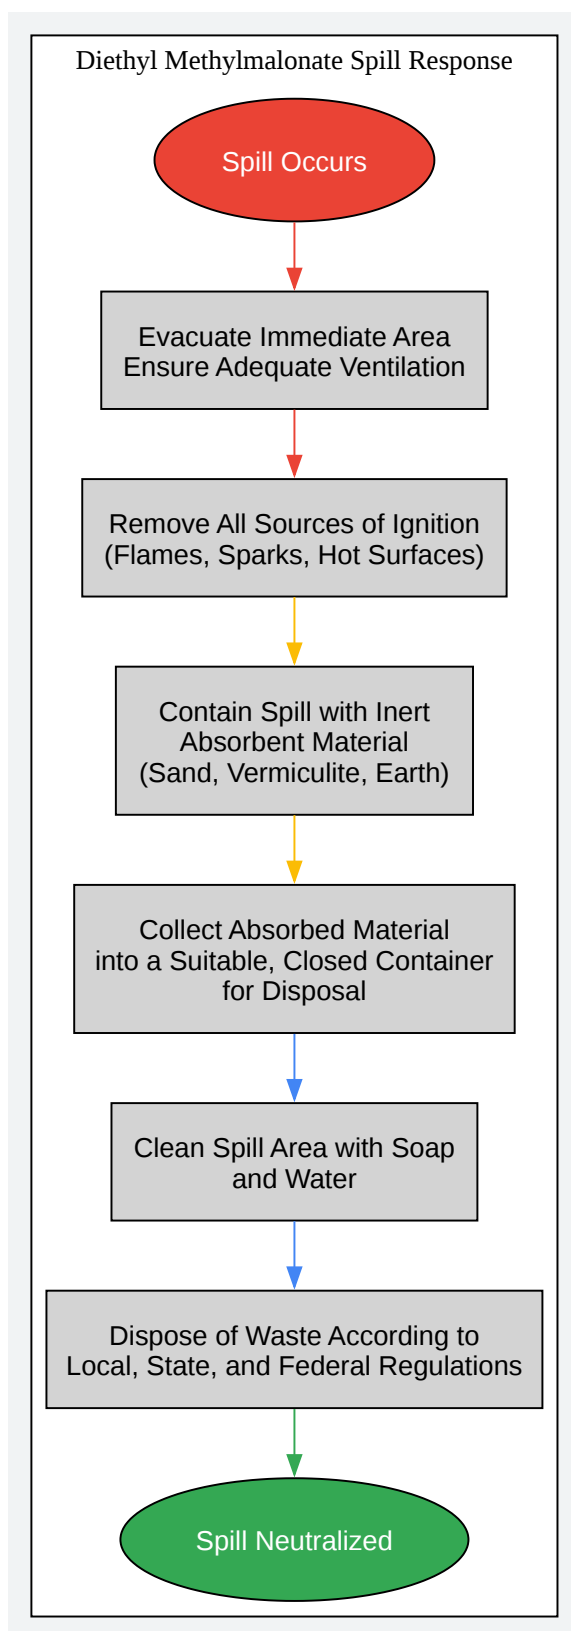 Diethyl Methylmalonate Spill Response
Spill Occurs
Evacuate Immediate Area
Ensure Adequate Ventilation
Remove All Sources of Ignition
(Flames, Sparks, Hot Surfaces)
Contain Spill with Inert
Absorbent Material
(Sand, Vermiculite, Earth)
Collect Absorbed Material
into a Suitable, Closed Container
for Disposal
Clean Spill Area with Soap
and Water
Dispose of Waste According to
Local, State, and Federal Regulations
Spill Neutralized